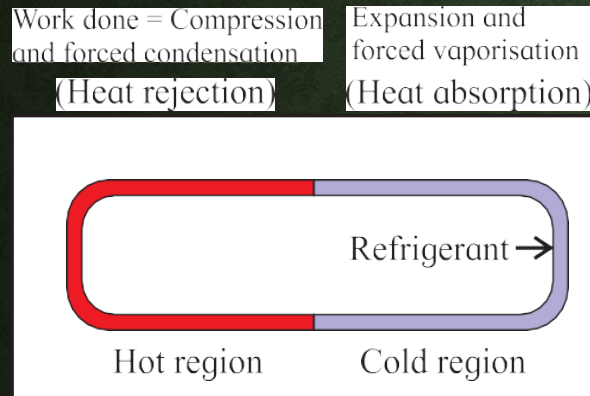 Work done = Compression
and forced condensation
(Heat rejection)
Expansion and
forced vaporisation
(Heat absorption)
Refrigerant
Hot region
Cold region